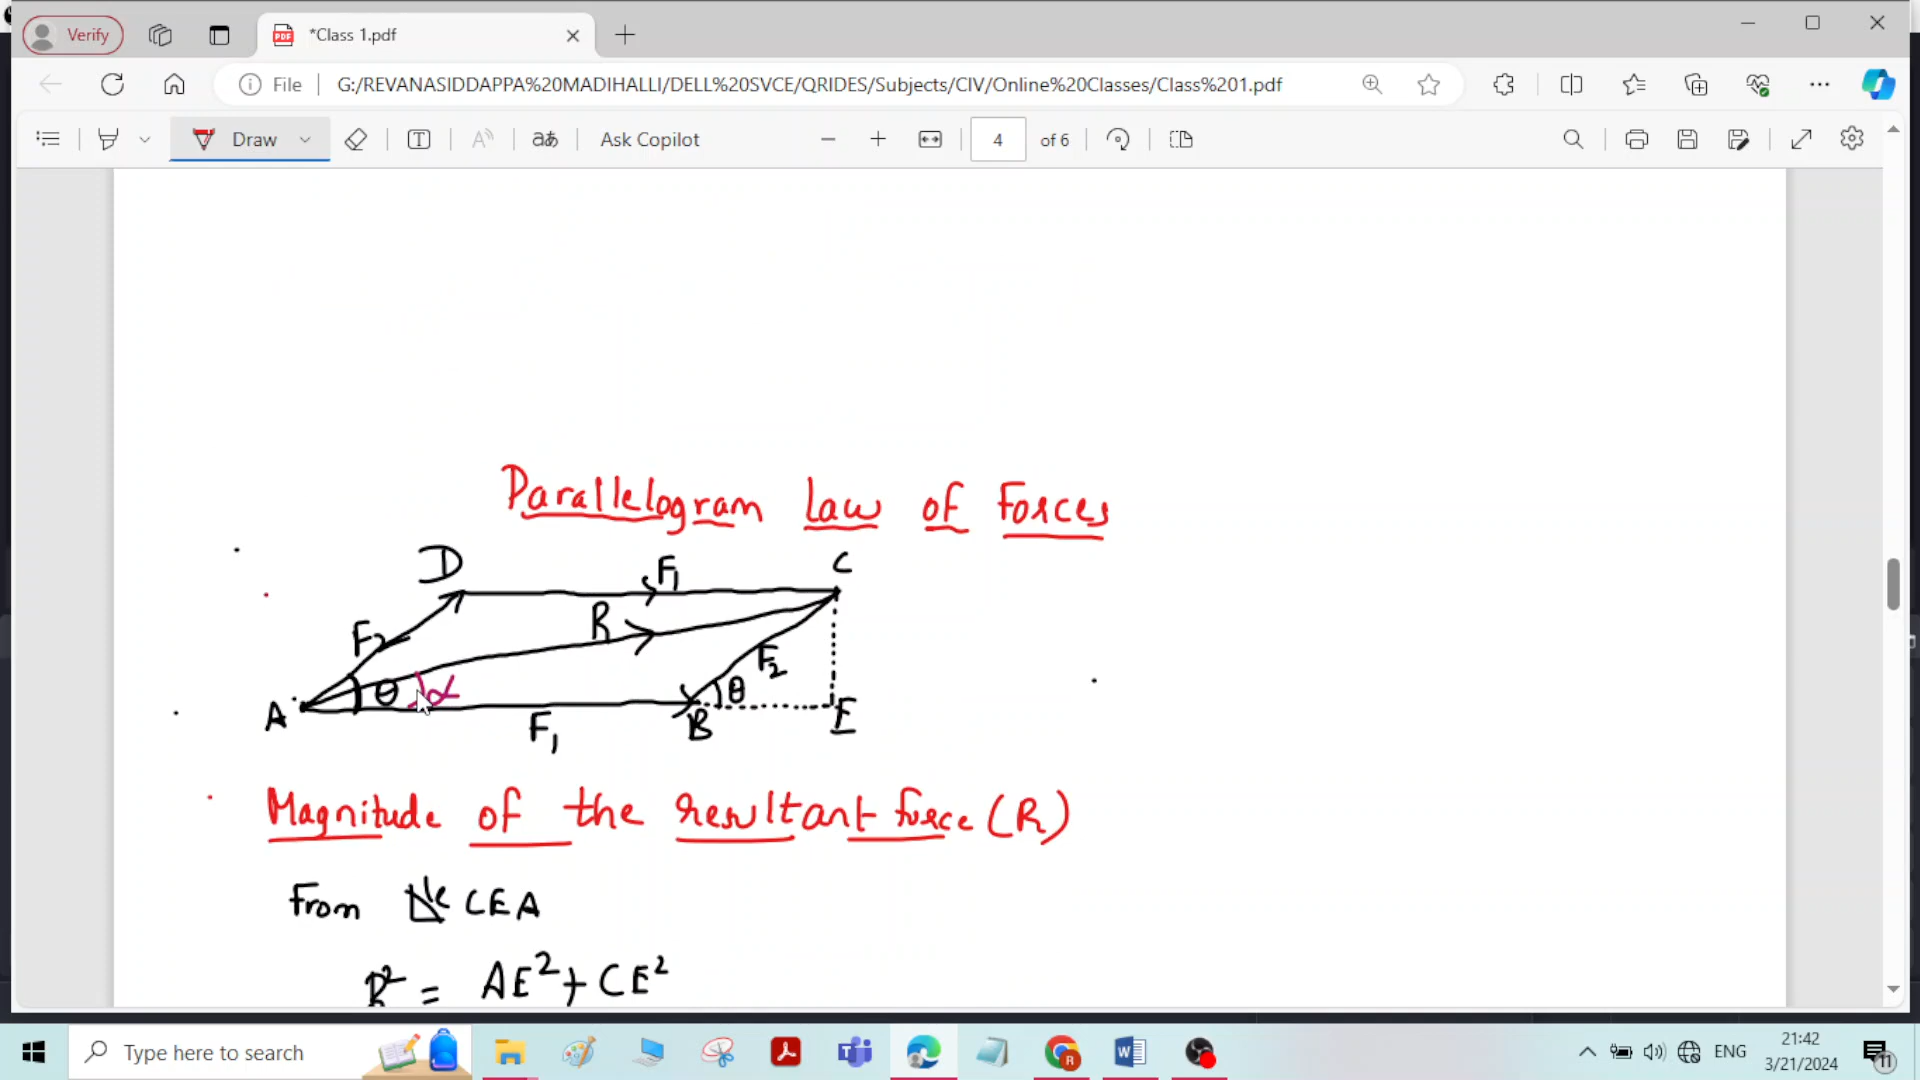 Verify
*Class 1.pdf
File
G:/REVANASIDDAPPA%20MADIHALLI/DELL%20SVCE/QRIDES/Subjects/CIV/Online%20Classes/Class%201.pdf
Draw
Ask Copilot
4 of 6
Parallelogram Law of Forces
D F₁ C
F₂ R
F₂
A θ α θ
F₁ B E
Magnitude of the resultant force (R)
From CEA
R² = AE² + CE²
Type here to search
ENG
21:42
3/21/2024
11